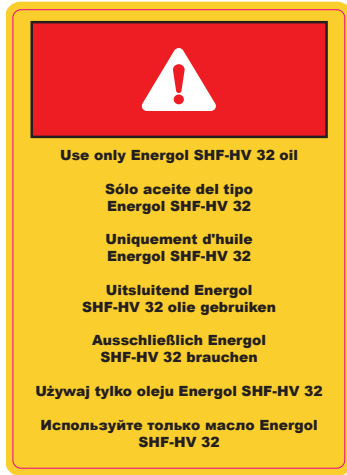 Use only Energol SHF-HV 32 oil
Sólo aceite del tipo
Energol SHF-HV 32
Uniquement d'huile
Energol SHF-HV 32
Uitsluitend Energol
SHF-HV 32 olie gebruiken
Ausschließlich Energol
SHF-HV 32 brauchen
Używaj tylko oleju Energol SHF-HV 32
Используйте только масло Energol
SHF-HV 32